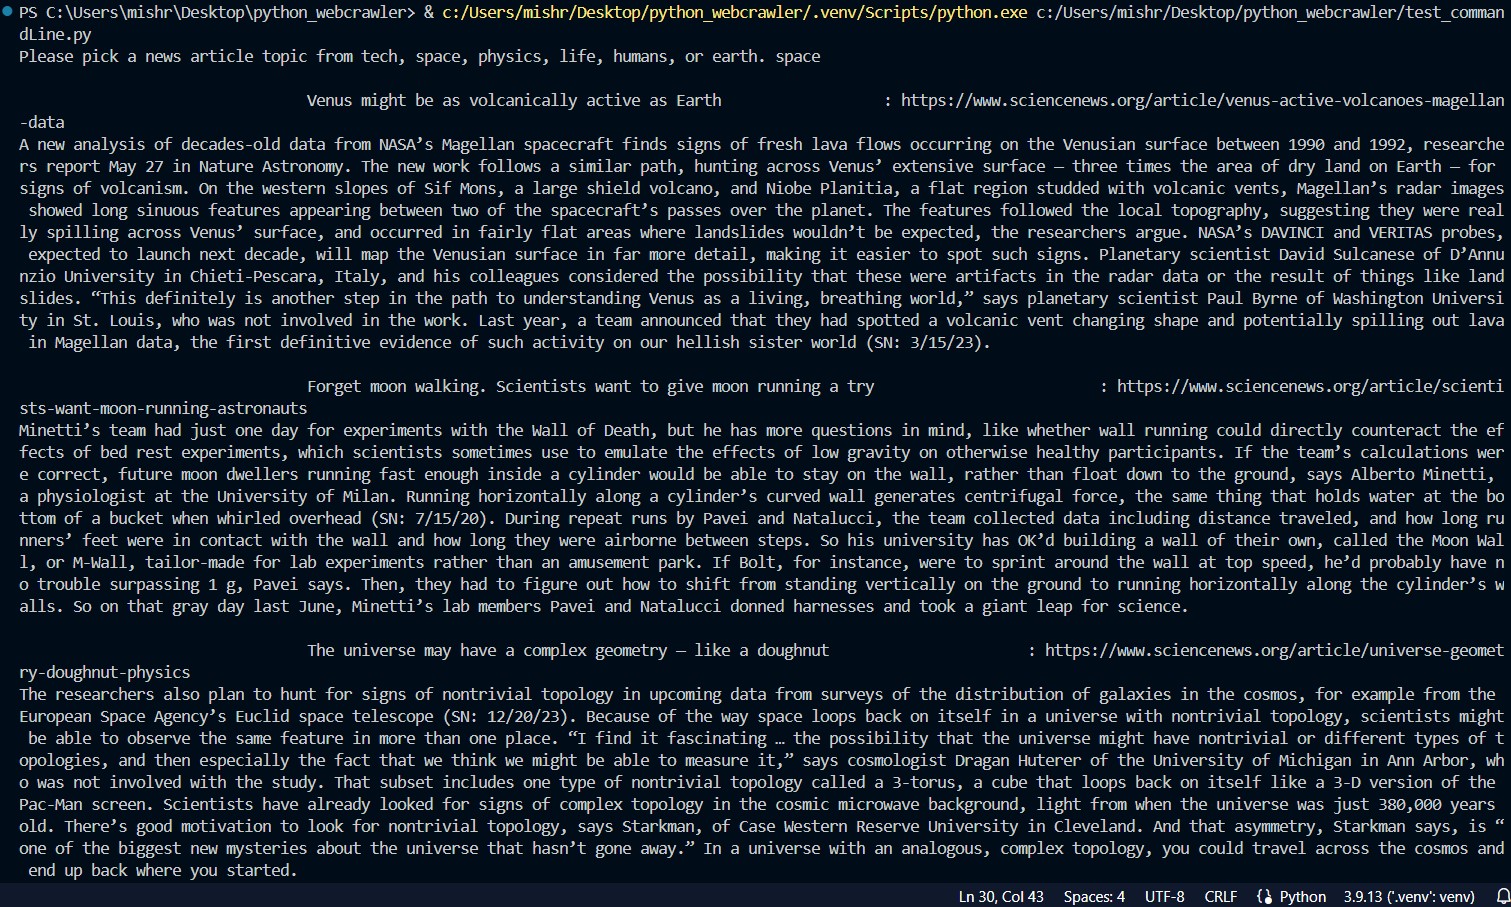 PS C:\Users\mishr\Desktop\python_webcrawler> & c:/Users/mishr/Desktop/python_webcrawler/.venv/Scripts/python.exe c:/Users/mishr/Desktop/python_webcrawler/test_comman
dLine.py
Please pick a news article topic from tech, space, physics, life, humans, or earth. space
Venus might be as volcanically active as Earth : https://www.sciencenews.org/article/venus-active-volcanoes-magellan
-data
A new analysis of decades-old data from NASA’s Magellan spacecraft finds signs of fresh lava flows occurring on the Venusian surface between 1990 and 1992, researche
rs report May 27 in Nature Astronomy. The new work follows a similar path, hunting across Venus’ extensive surface — three times the area of dry land on Earth — for
signs of volcanism. On the western slopes of Sif Mons, a large shield volcano, and Niobe Planitia, a flat region studded with volcanic vents, Magellan’s radar images
showed long sinuous features appearing between two of the spacecraft’s passes over the planet. The features followed the local topography, suggesting they were real
ly spilling across Venus’ surface, and occurred in fairly flat areas where landslides wouldn’t be expected, the researchers argue. NASA’s DAVINCI and VERITAS probes,
expected to launch next decade, will map the Venusian surface in far more detail, making it easier to spot such signs. Planetary scientist David Sulcanese of D’Annu
nzio University in Chieti-Pescara, Italy, and his colleagues considered the possibility that these were artifacts in the radar data or the result of things like land
slides. “This definitely is another step in the path to understanding Venus as a living, breathing world,” says planetary scientist Paul Byrne of Washington Universi
ty in St. Louis, who was not involved in the work. Last year, a team announced that they had spotted a volcanic vent changing shape and potentially spilling out lava
in Magellan data, the first definitive evidence of such activity on our hellish sister world (SN: 3/15/23).
Forget moon walking. Scientists want to give moon running a try : https://www.sciencenews.org/article/scienti
sts-want-moon-running-astronauts
Minetti’s team had just one day for experiments with the Wall of Death, but he has more questions in mind, like whether wall running could directly counteract the ef
fects of bed rest experiments, which scientists sometimes use to emulate the effects of low gravity on otherwise healthy participants. If the team’s calculations wer
e correct, future moon dwellers running fast enough inside a cylinder would be able to stay on the wall, rather than float down to the ground, says Alberto Minetti,
a physiologist at the University of Milan. Running horizontally along a cylinder’s curved wall generates centrifugal force, the same thing that holds water at the bo
ttom of a bucket when whirled overhead (SN: 7/15/20). During repeat runs by Pavei and Natalucci, the team collected data including distance traveled, and how long ru
nners’ feet were in contact with the wall and how long they were airborne between steps. So his university has OK’d building a wall of their own, called the Moon Wal
l, or M-Wall, tailor-made for lab experiments rather than an amusement park. If Bolt, for instance, were to sprint around the wall at top speed, he’d probably have n
o trouble surpassing 1 g, Pavei says. Then, they had to figure out how to shift from standing vertically on the ground to running horizontally along the cylinder’s w
alls. So on that gray day last June, Minetti’s lab members Pavei and Natalucci donned harnesses and took a giant leap for science.
The universe may have a complex geometry — like a doughnut : https://www.sciencenews.org/article/universe-geomet
ry-doughnut-physics
The researchers also plan to hunt for signs of nontrivial topology in upcoming data from surveys of the distribution of galaxies in the cosmos, for example from the
European Space Agency’s Euclid space telescope (SN: 12/20/23). Because of the way space loops back on itself in a universe with nontrivial topology, scientists might
be able to observe the same feature in more than one place. “I find it fascinating … the possibility that the universe might have nontrivial or different types of t
opologies, and then especially the fact that we think we might be able to measure it,” says cosmologist Dragan Huterer of the University of Michigan in Ann Arbor, wh
o was not involved with the study. That subset includes one type of nontrivial topology called a 3-torus, a cube that loops back on itself like a 3-D version of the
Pac-Man screen. Scientists have already looked for signs of complex topology in the cosmic microwave background, light from when the universe was just 380,000 years
old. There’s good motivation to look for nontrivial topology, says Starkman, of Case Western Reserve University in Cleveland. And that asymmetry, Starkman says, is “
one of the biggest new mysteries about the universe that hasn’t gone away.” In a universe with an analogous, complex topology, you could travel across the cosmos and
end up back where you started.
Ln 30, Col 43 Spaces: 4 UTF-8 CRLF Python 3.9.13 ('.venv': venv)